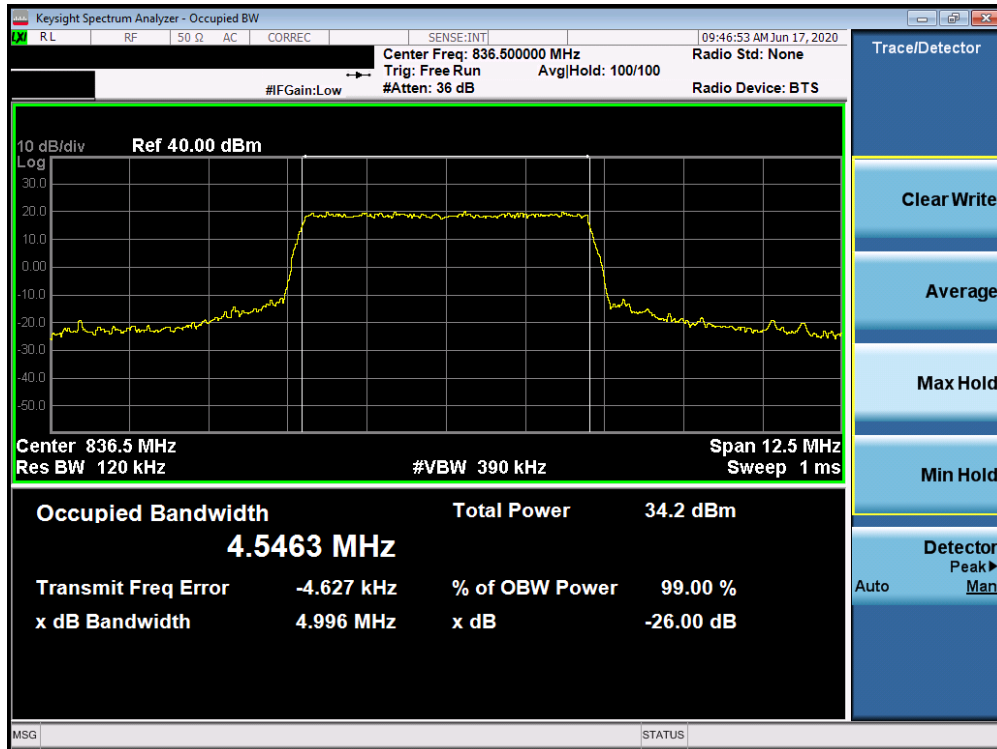 Keysight Spectrum Analyzer - Occupied BW
LXI RL RF 50 Ω AC CORREC SENSE:INT 09:46:53 AM Jun 17, 2020
Center Freq: 836.500000 MHz Radio Std: None
Trig: Free Run Avg|Hold: 100/100
#IFGain:Low #Atten: 36 dB Radio Device: BTS
Trace/Detector
10 dB/div Ref 40.00 dBm
Log
30.0
20.0
10.0
0.00
-10.0
-20.0
-30.0
-40.0
-50.0
Center 836.5 MHz Span 12.5 MHz
Res BW 120 kHz #VBW 390 kHz Sweep 1 ms
Occupied Bandwidth Total Power 34.2 dBm
4.5463 MHz
Transmit Freq Error -4.627 kHz % of OBW Power 99.00 %
x dB Bandwidth 4.996 MHz x dB -26.00 dB
Clear Write
Average
Max Hold
Min Hold
Detector
Peak▶
Auto Man
MSG STATUS